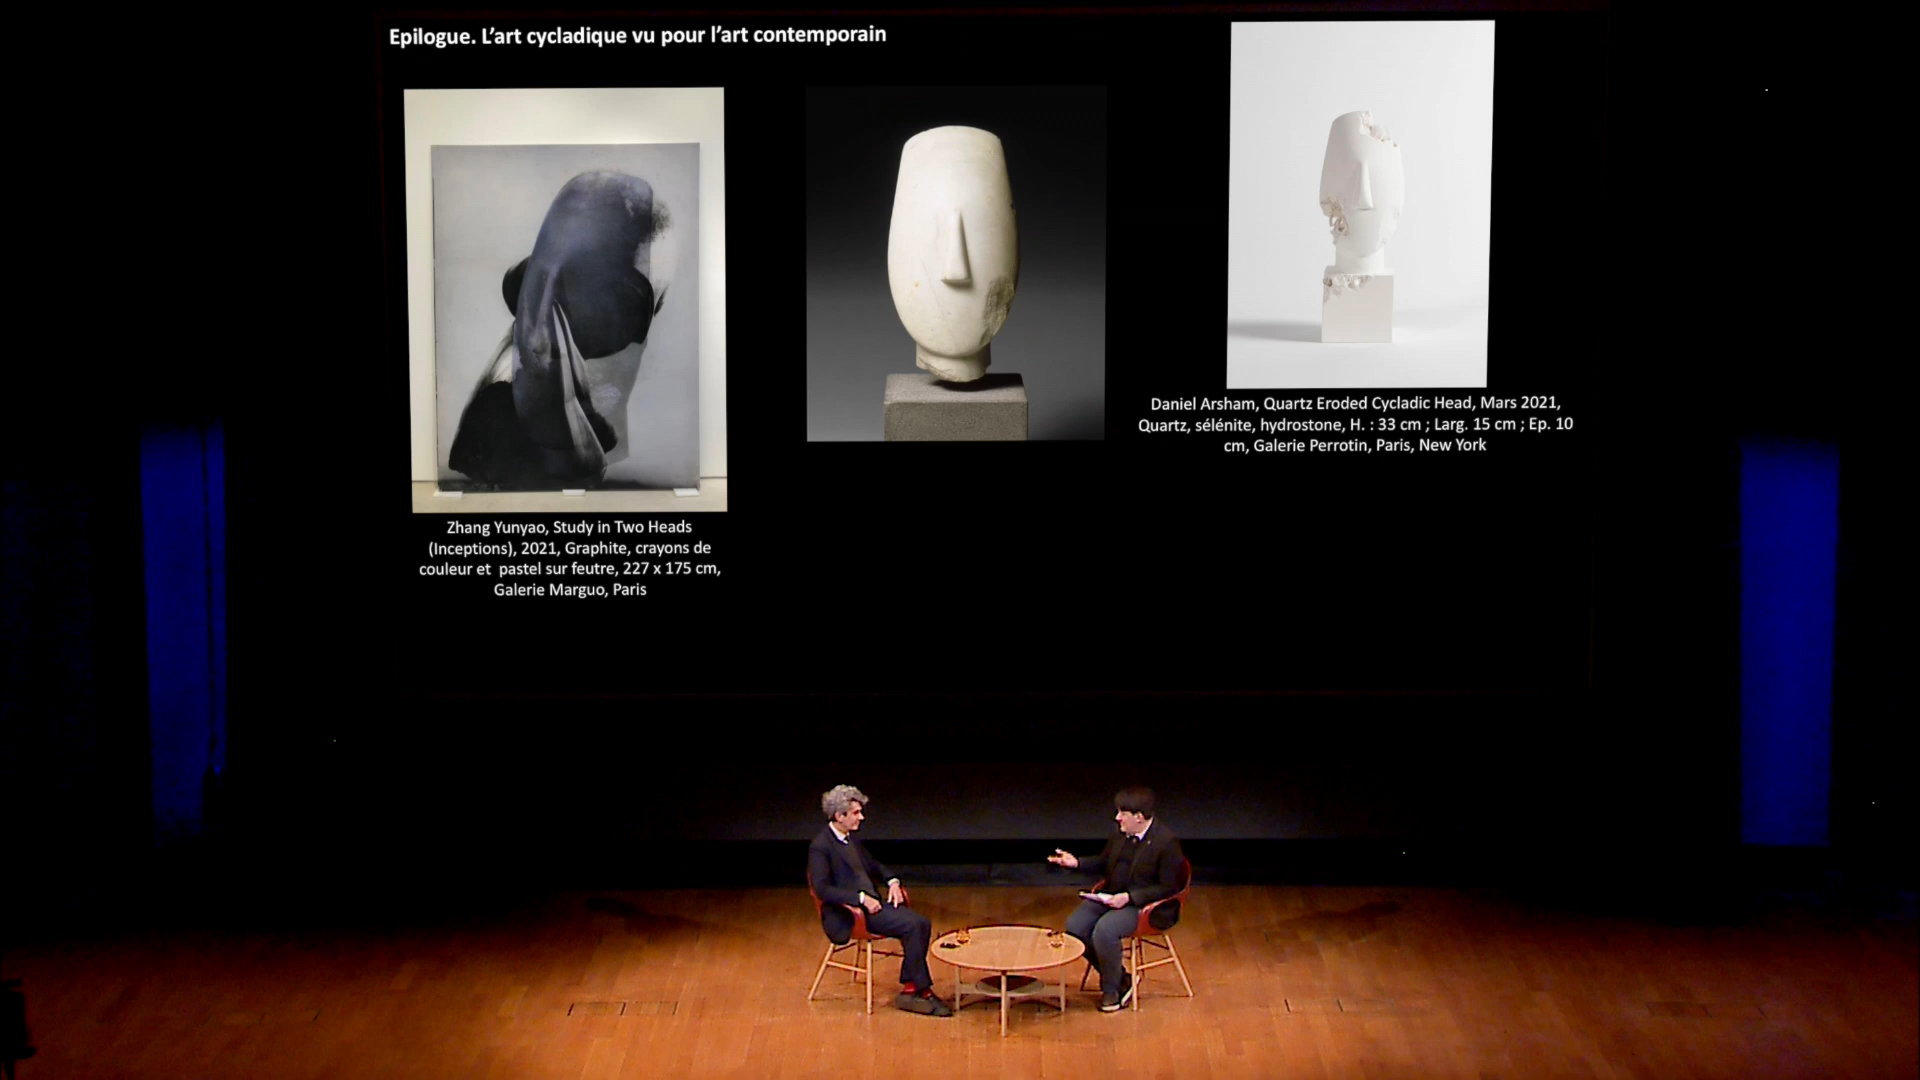 Epilogue. L’art cycladique vu pour l’art contemporain
Zhang Yunyao, Study in Two Heads
(Inceptions), 2021, Graphite, crayons de
couleur et pastel sur feutre, 227 x 175 cm,
Galerie Marguo, Paris
Daniel Arsham, Quartz Eroded Cycladic Head, Mars 2021,
Quartz, sélénite, hydrostone, H. : 33 cm ; Larg. 15 cm ; Ep. 10
cm, Galerie Perrotin, Paris, New York